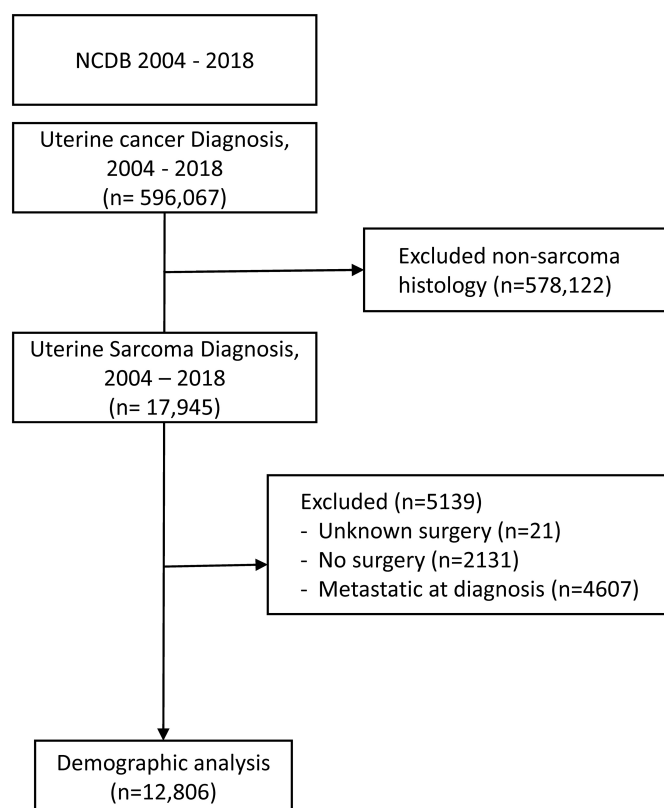 NCDB 2004 - 2018
Uterine cancer Diagnosis,
2004 - 2018
(n= 596,067)
Excluded non-sarcoma
histology (n=578,122)
Uterine Sarcoma Diagnosis,
2004 – 2018
(n= 17,945)
Excluded (n=5139)
- Unknown surgery (n=21)
- No surgery (n=2131)
- Metastatic at diagnosis (n=4607)
Demographic analysis
(n=12,806)